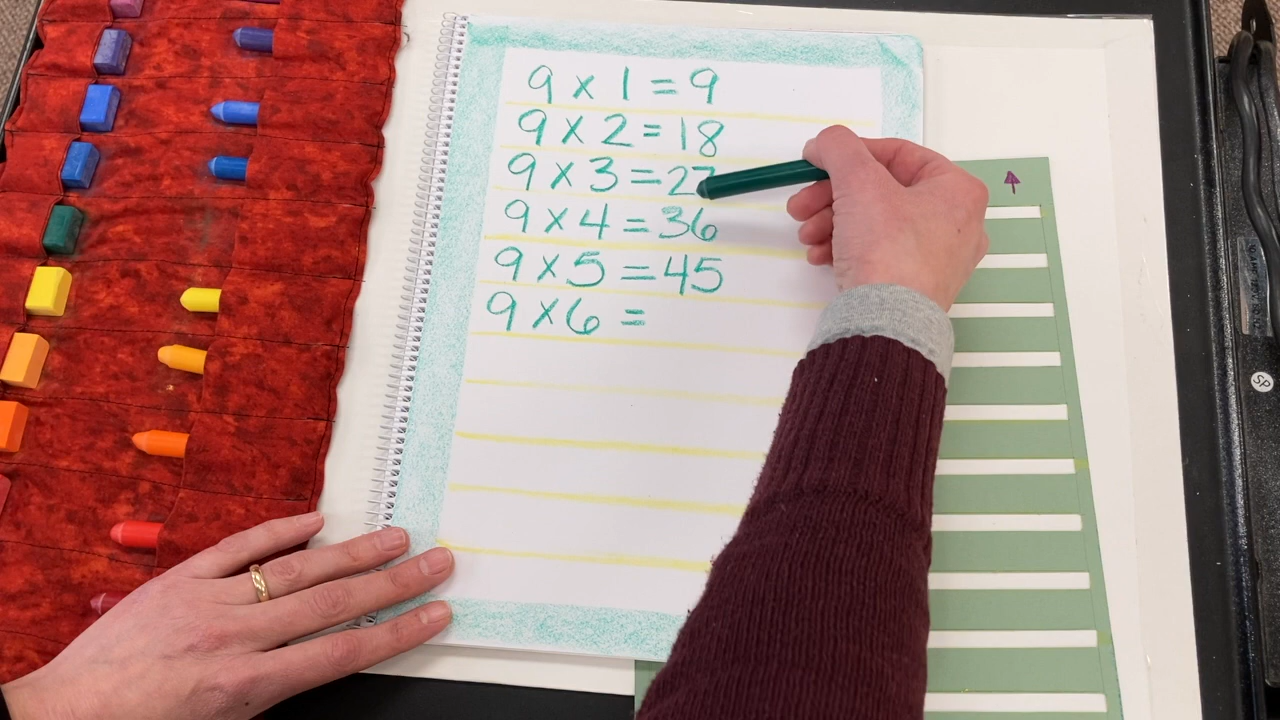 9 x 1 = 9
9 x 2 = 18
9 x 3 = 27
9 x 4 = 36
9 x 5 = 45
9 x 6 =
SP